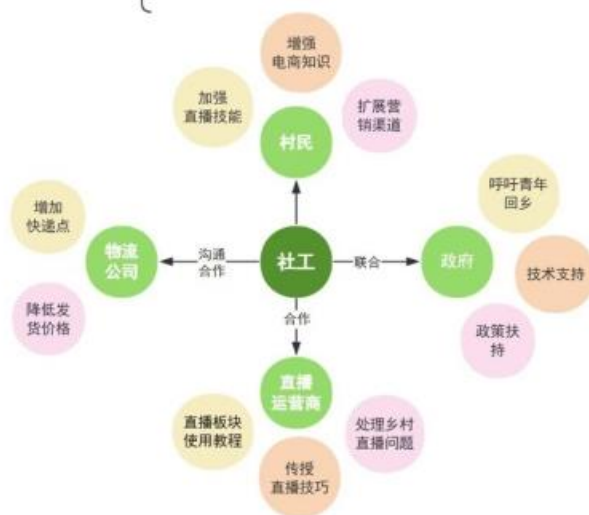 增强
电商知识
加强
直播技能
扩展营
销渠道
村民
呼吁青年
回乡
增加
快递点
物流
公司
沟通
合作
社工
联合
政府
技术支持
降低发
货价格
政策扶
持
合作
直播
运营商
直播板块
使用教程
处理乡村
直播问题
传授
直播技巧